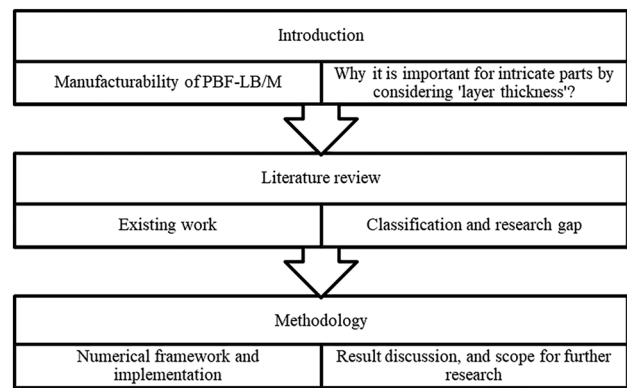 Introduction
Manufacturability of PBF-LB/M
Why it is important for intricate parts by
considering 'layer thickness'?
Literature review
Existing work
Classification and research gap
Methodology
Numerical framework and
implementation
Result discussion, and scope for further
research